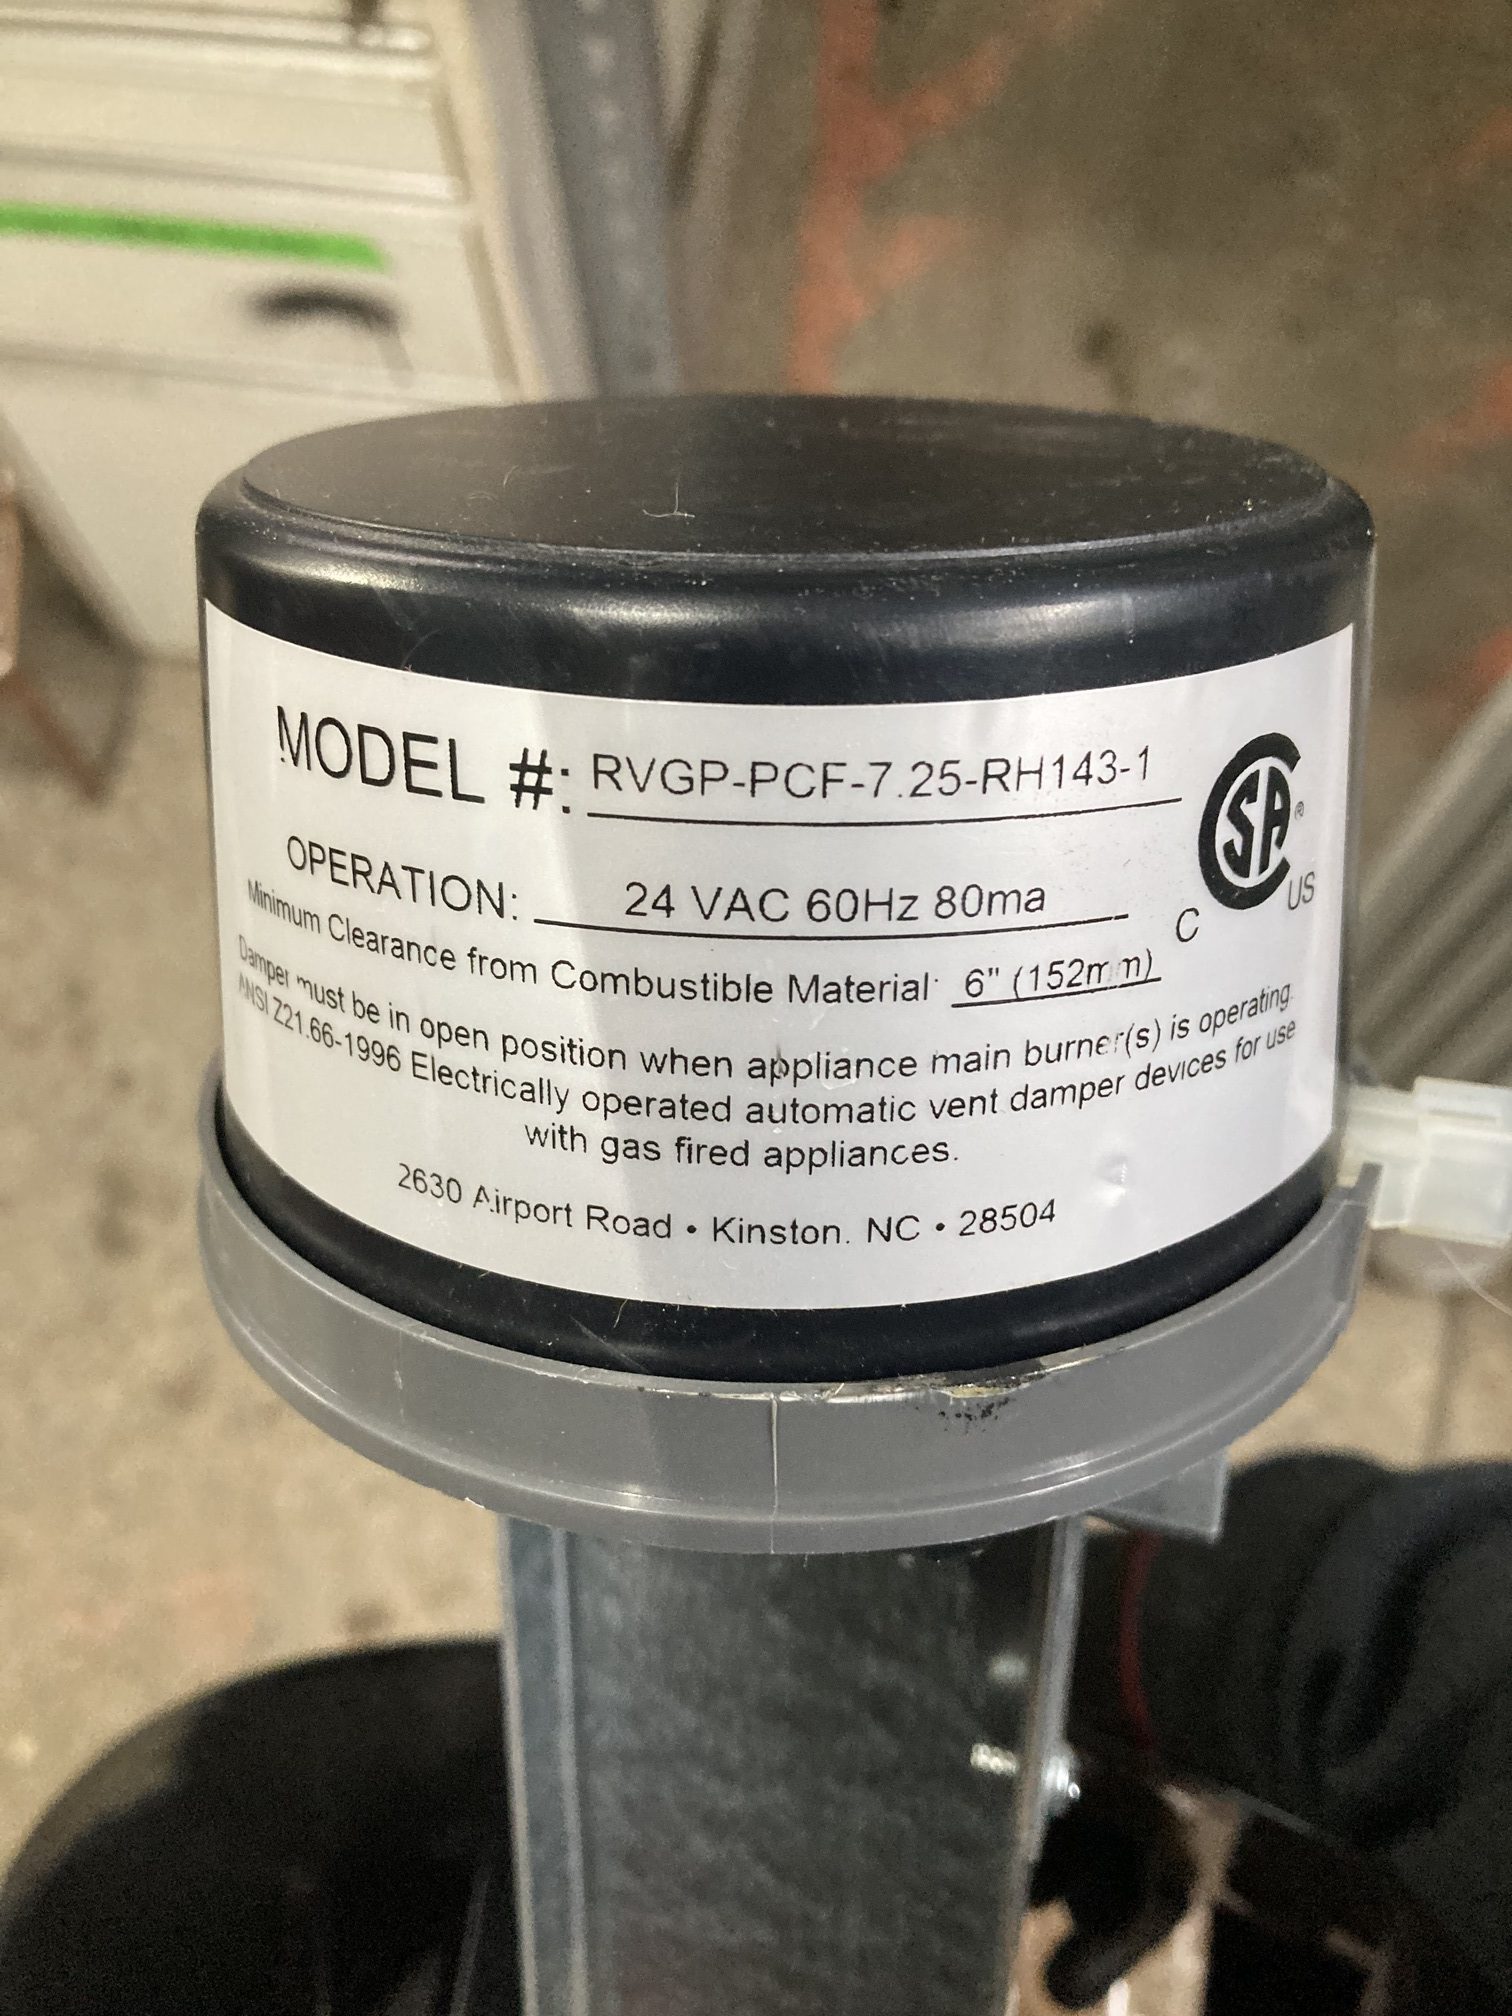 MODEL #: RVGP-PCF-7.25-RH143-1
OPERATION: 24 VAC 60Hz 80ma
CSA®
C US
Minimum Clearance from Combustible Material: 6" (152mm)
Damper must be in open position when appliance main burner(s) is operating.
ANSI Z21.66-1996 Electrically operated automatic vent damper devices for use
with gas fired appliances.
2630 Airport Road • Kinston, NC • 28504